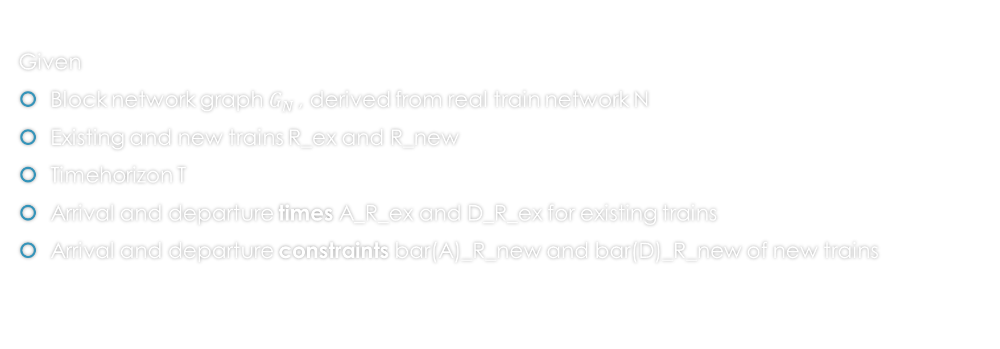 Given
Block network graph G_N , derived from real train network N
Existing and new trains R_ex and R_new
Timehorizon T
Arrival and departure times A_R_ex and D_R_ex for existing trains
Arrival and departure constraints bar(A)_R_new and bar(D)_R_new of new trains